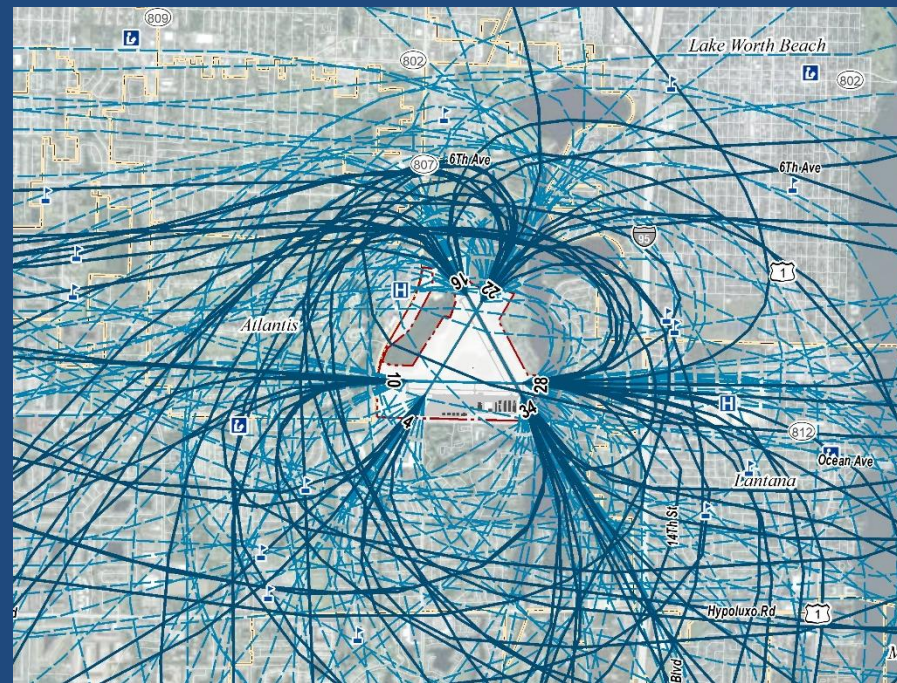 809
Lake Worth Beach
802
802
807
6Th Ave
6Th Ave
95
1
16
22
H
Atlantis
10
28
H
34
4
812
Ocean Ave
Lantana
14Th St
Hypoluxo Rd
1
d
Blvd
M